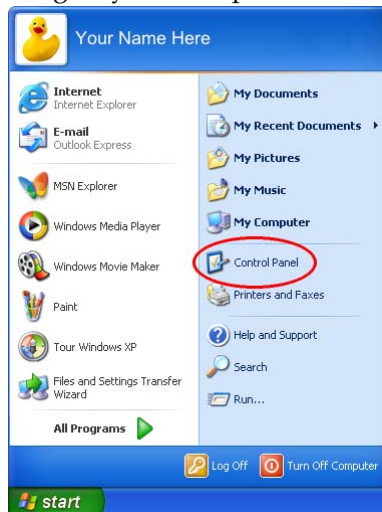 Your Name Here
Internet
Internet Explorer
E-mail
Outlook Express
MSN Explorer
Windows Media Player
Windows Movie Maker
Paint
Tour Windows XP
Files and Settings Transfer
Wizard
All Programs
My Documents
My Recent Documents
My Pictures
My Music
My Computer
Control Panel
Printers and Faxes
Help and Support
Search
Run...
Log Off
Turn Off Computer
start